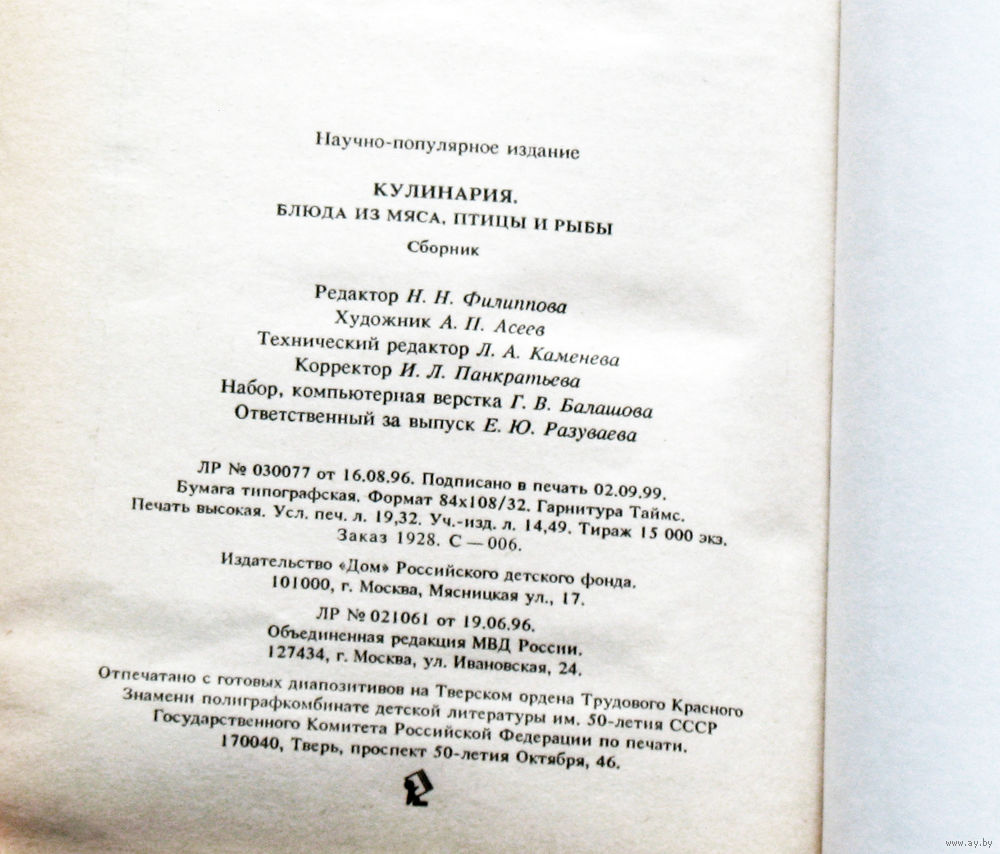 Научно-популярное издание
КУЛИНАРИЯ.
БЛЮДА ИЗ МЯСА, ПТИЦЫ И РЫБЫ
Сборник
Редактор Н. Н. Филиппова
Художник А. П. Асеев
Технический редактор Л. А. Каменева
Корректор И. Л. Панкратьева
Набор, компьютерная верстка Г. В. Балашова
Ответственный за выпуск Е. Ю. Разуваева
ЛР № 030077 от 16.08.96. Подписано в печать 02.09.99.
Бумага типографская. Формат 84х108/32. Гарнитура Таймс.
Печать высокая. Усл. печ. л. 19,32. Уч.-изд. л. 14,49. Тираж 15 000 экз.
Заказ 1928. С — 006.
Издательство «Дом» Российского детского фонда.
101000, г. Москва, Мясницкая ул., 17.
ЛР № 021061 от 19.06.96.
Объединенная редакция МВД России.
127434, г. Москва, ул. Ивановская, 24.
Отпечатано с готовых диапозитивов на Тверском ордена Трудового Красного
Знамени полиграфкомбинате детской литературы им. 50-летия СССР
Государственного Комитета Российской Федерации по печати.
170040, Тверь, проспект 50-летия Октября, 46.
www.ay.by